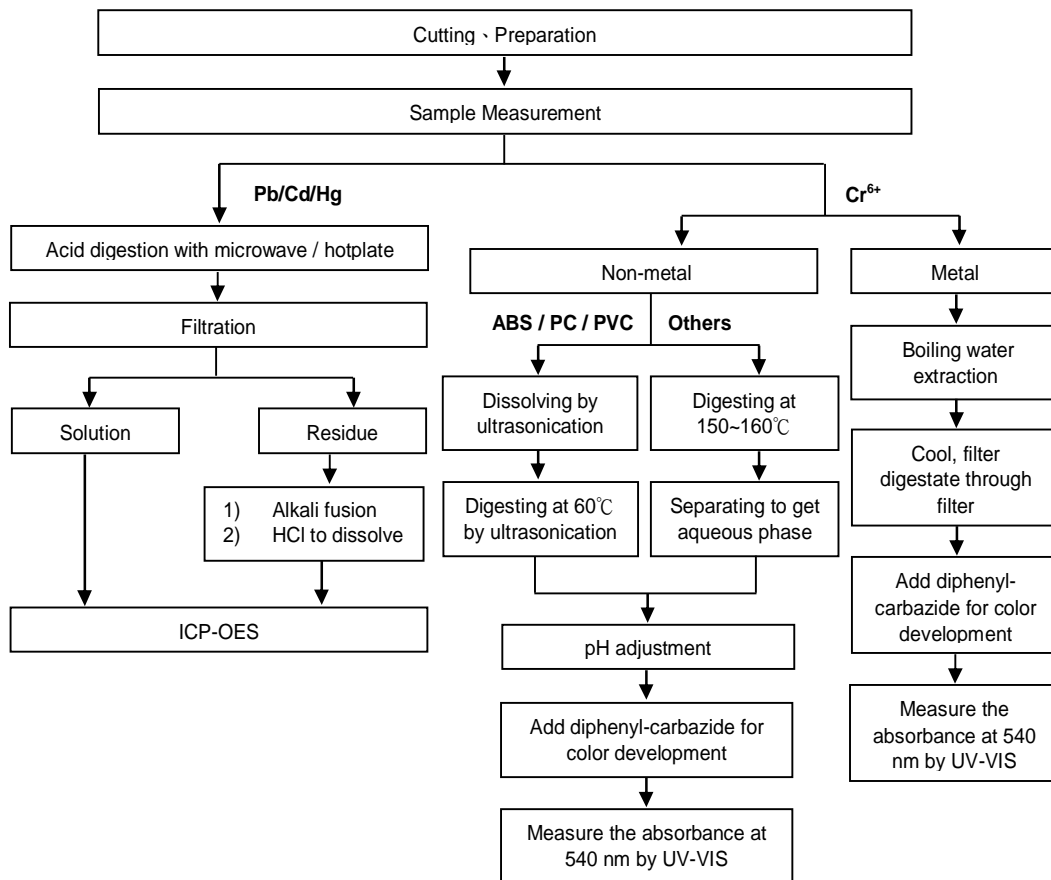 Cutting、Preparation
Sample Measurement
Pb/Cd/Hg
Acid digestion with microwave / hotplate
Filtration
Solution
Residue
1) Alkali fusion
2) HCl to dissolve
ICP-OES
Cr⁶⁺
Non-metal
ABS / PC / PVC
Others
Dissolving by
ultrasonication
Digesting at 60℃
by ultrasonication
Digesting at
150~160℃
Separating to get
aqueous phase
pH adjustment
Add diphenyl-carbazide for
color development
Measure the absorbance at
540 nm by UV-VIS
Metal
Boiling water
extraction
Cool, filter
digestate through
filter
Add diphenyl-
carbazide for color
development
Measure the
absorbance at 540
nm by UV-VIS